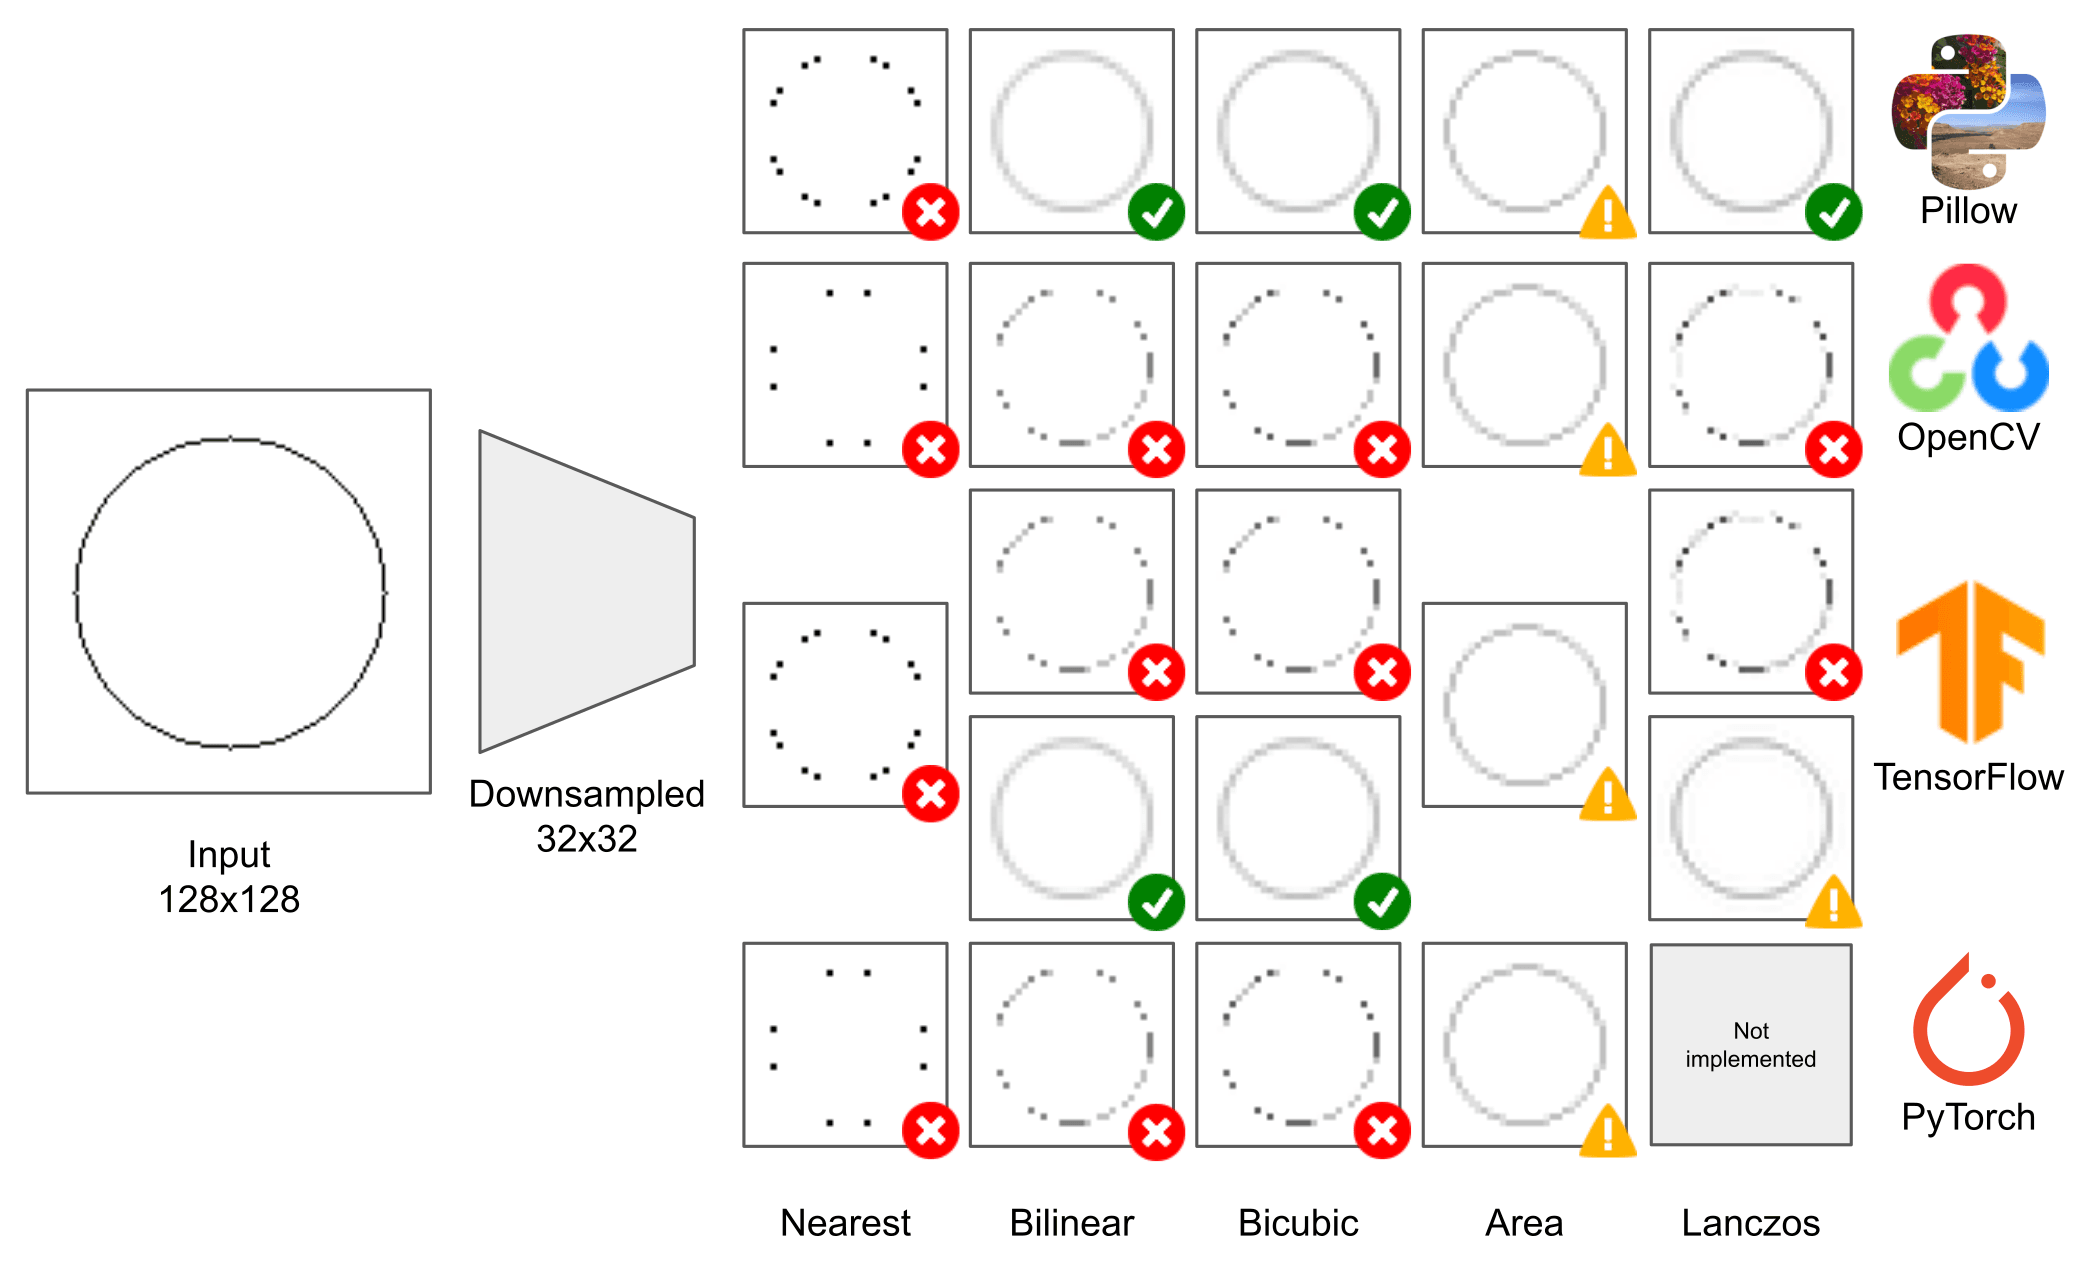 Pillow
OpenCV
Input
128x128
Downsampled
32x32
TensorFlow
Not
implemented
PyTorch
Nearest
Bilinear
Bicubic
Area
Lanczos